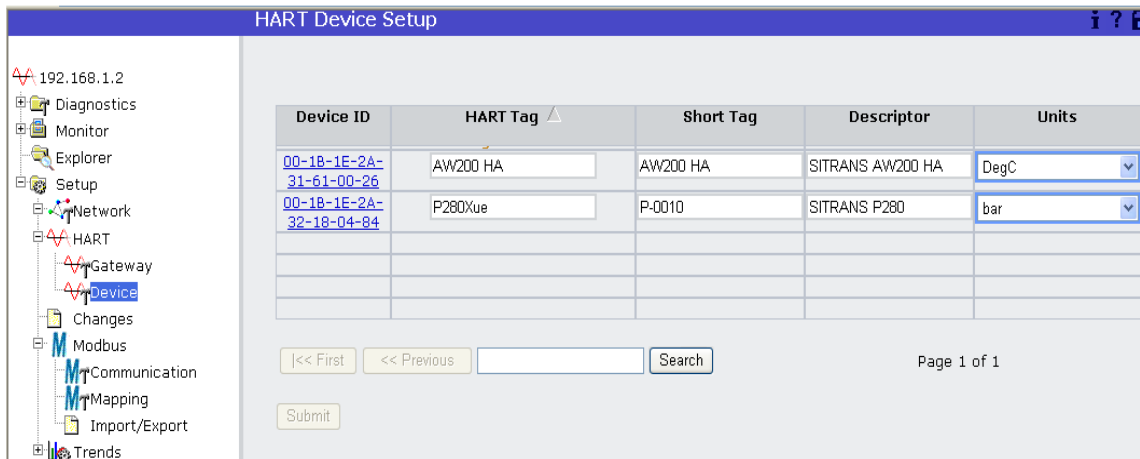 HART Device Setup
i ?
192.168.1.2
Diagnostics
Monitor
Explorer
Setup
Network
HART
Gateway
Device
Changes
Modbus
Communication
Mapping
Import/Export
Trends
Device ID HART Tag Short Tag Descriptor Units
00-1B-1E-2A-
31-61-00-26
AW200 HA AW200 HA SITRANS AW200 HA DegC
00-1B-1E-2A-
32-18-04-84
P280Xue P-0010 SITRANS P280 bar
|<< First << Previous Search Page 1 of 1
Submit